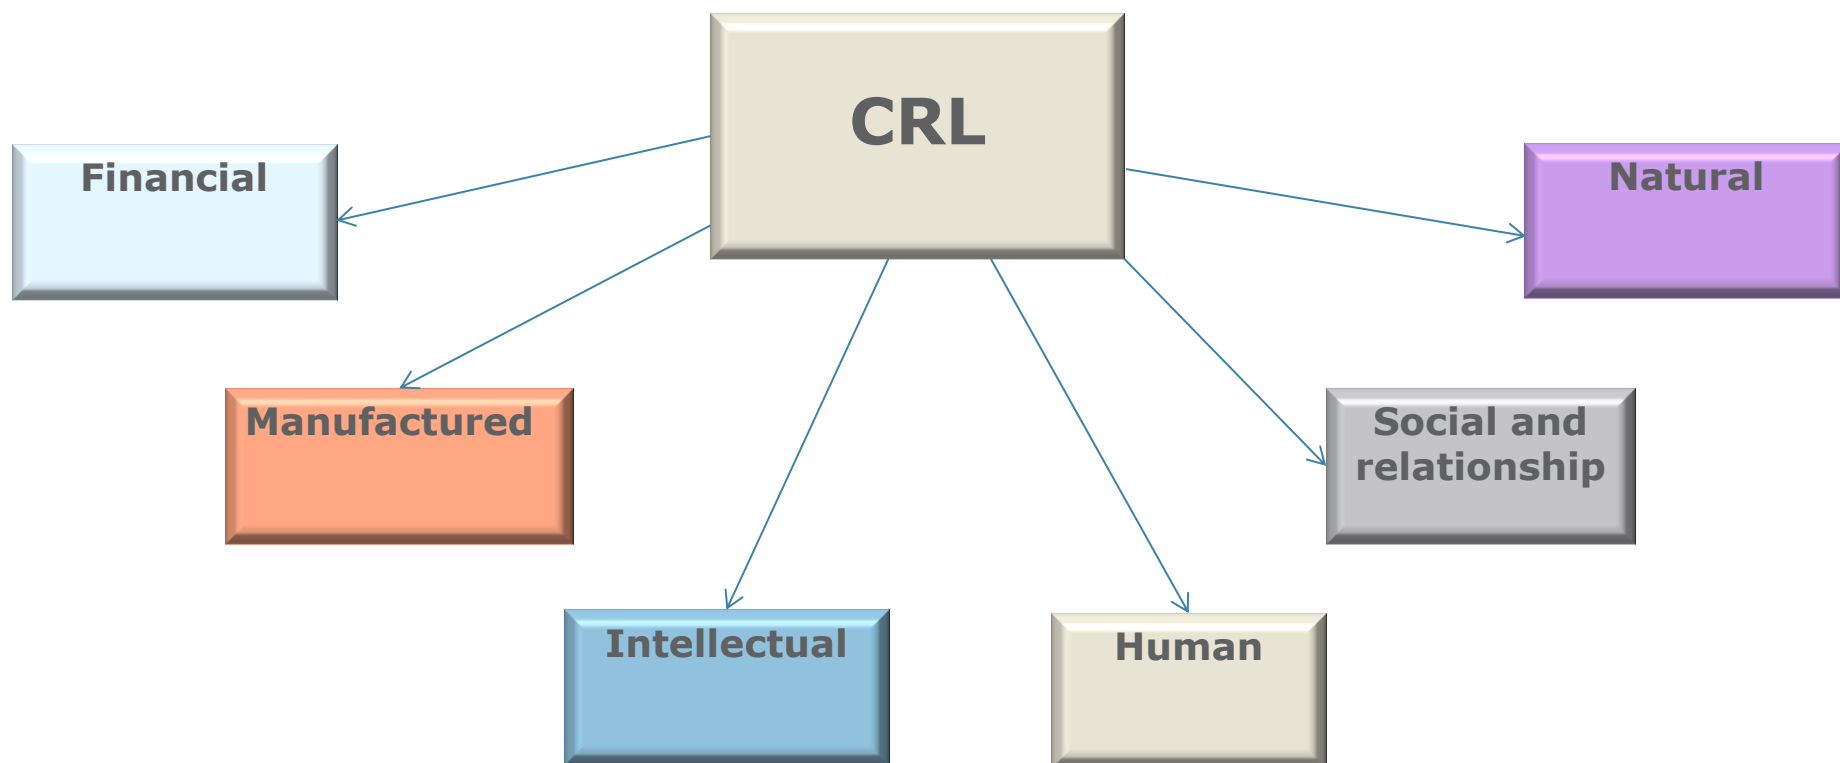 CRL
Financial
Natural
Manufactured
Social and
relationship
Intellectual
Human